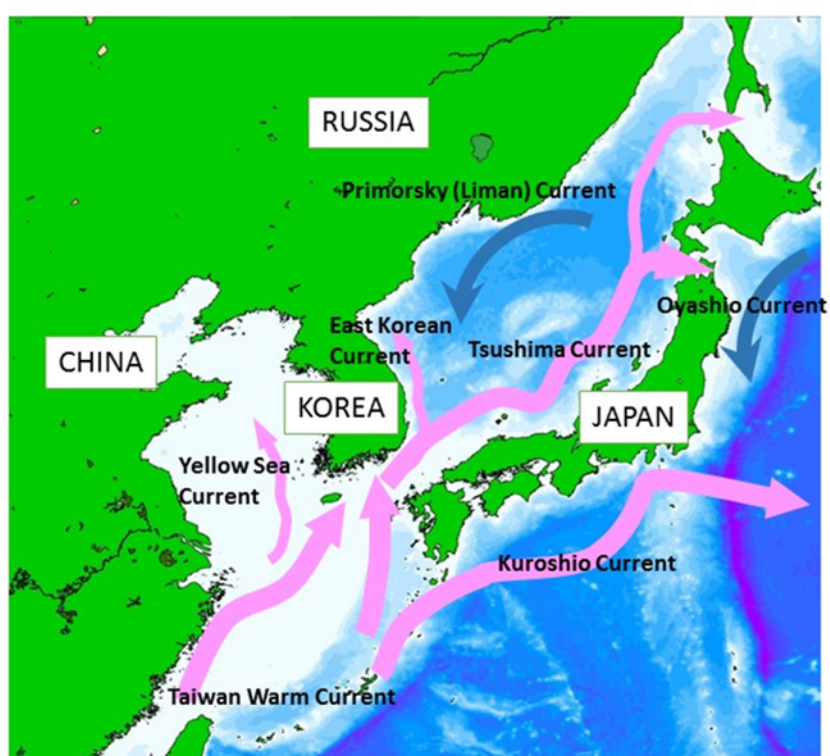 RUSSIA
Primorsky (Liman) Current
Oyashio Current
East Korean
Current
Tsushima Current
CHINA
KOREA
JAPAN
Yellow Sea
Current
Kuroshio Current
Taiwan Warm Current